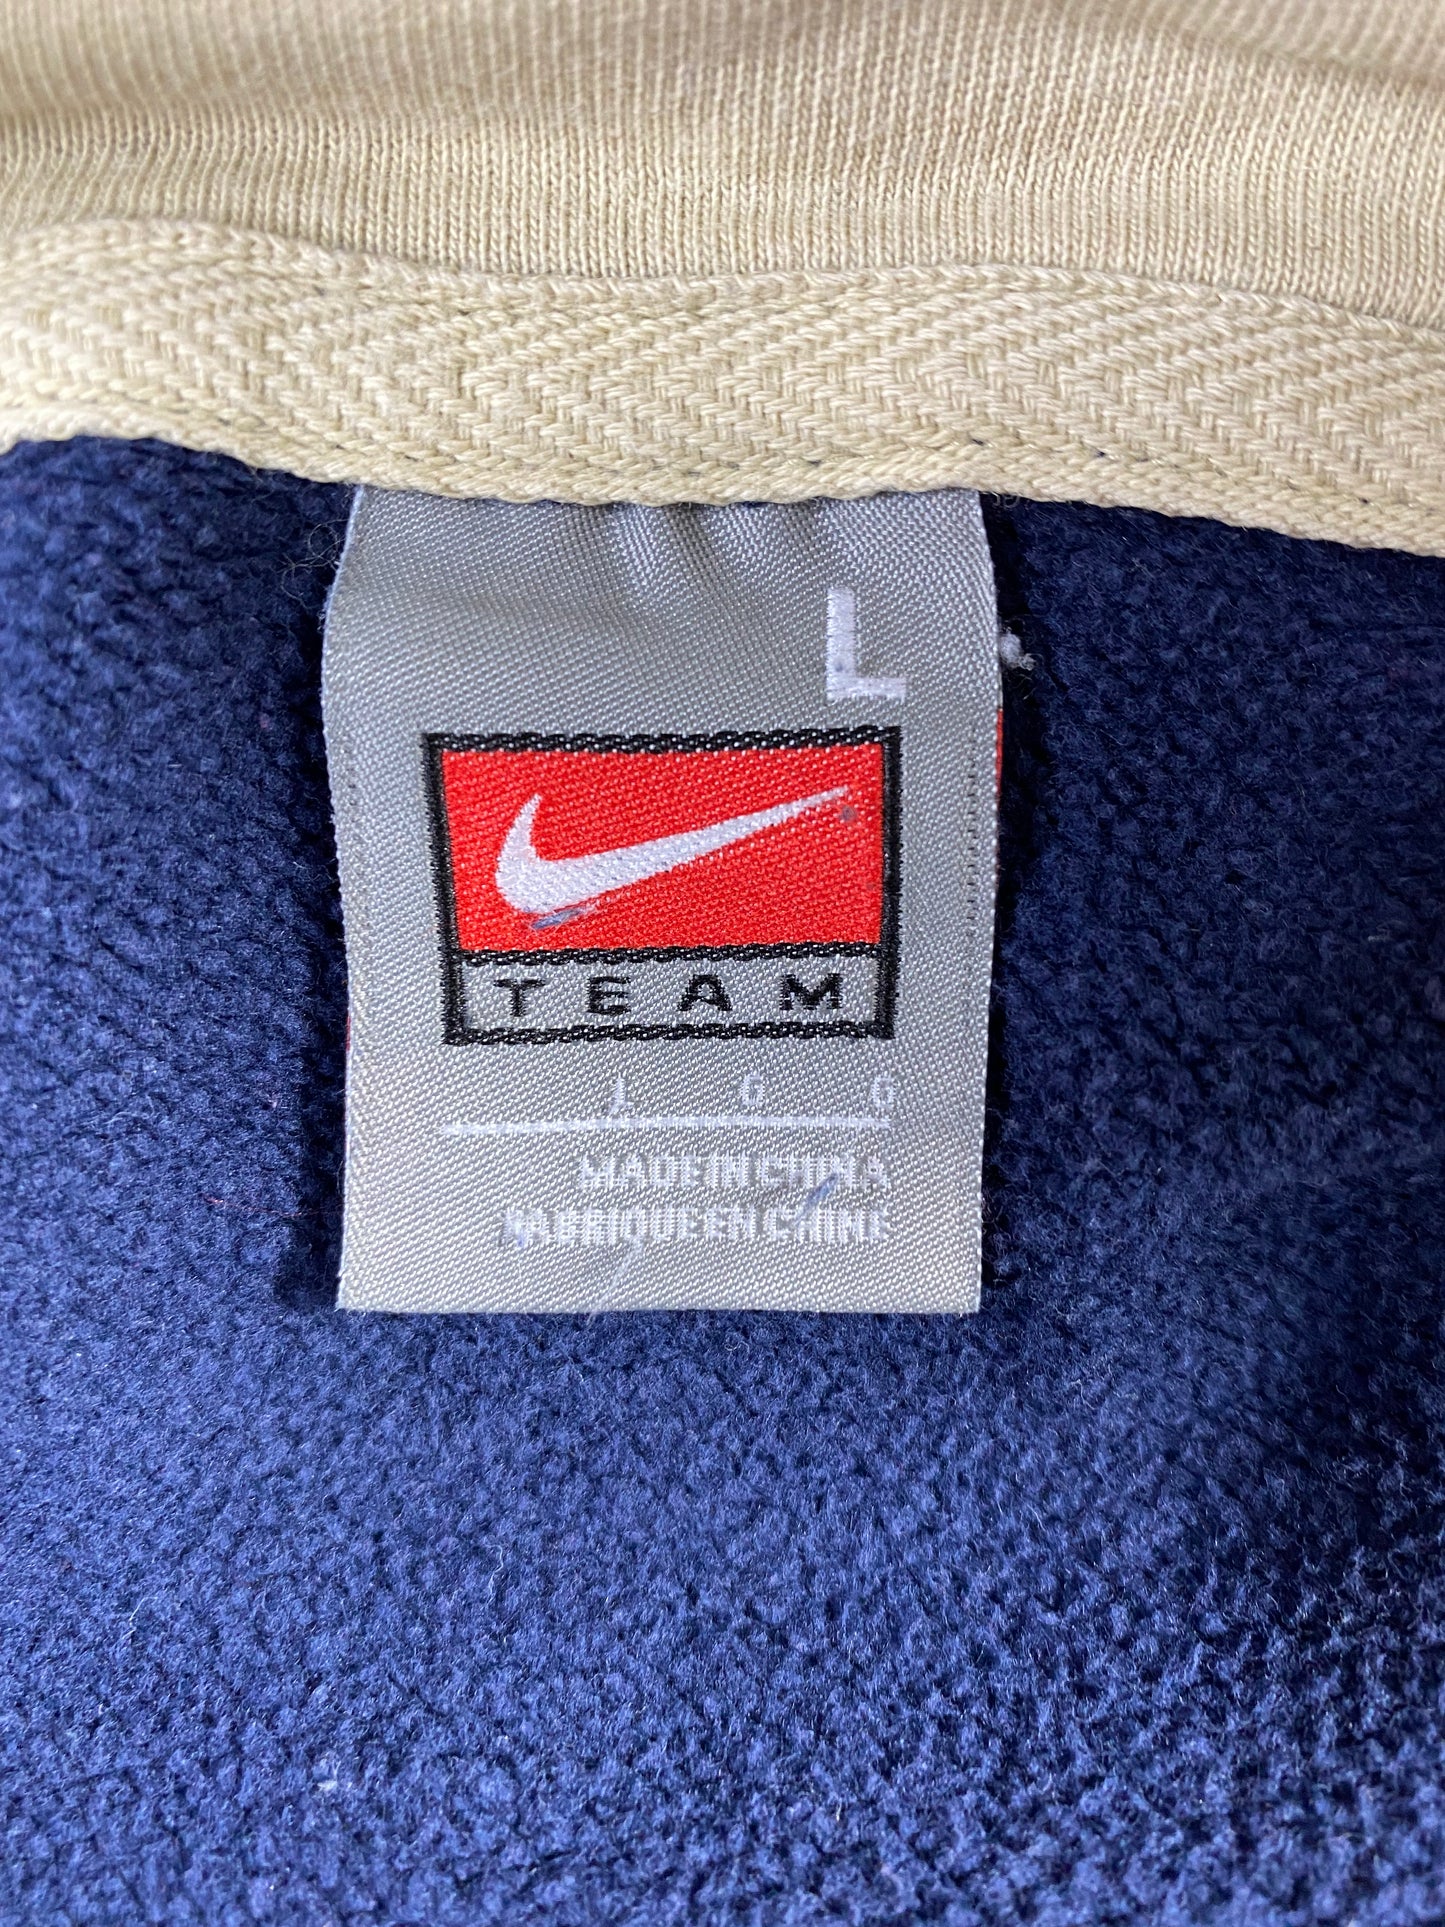 L
TEAM
L G G
MADE IN CHINA
FABRIQUE EN CHINE